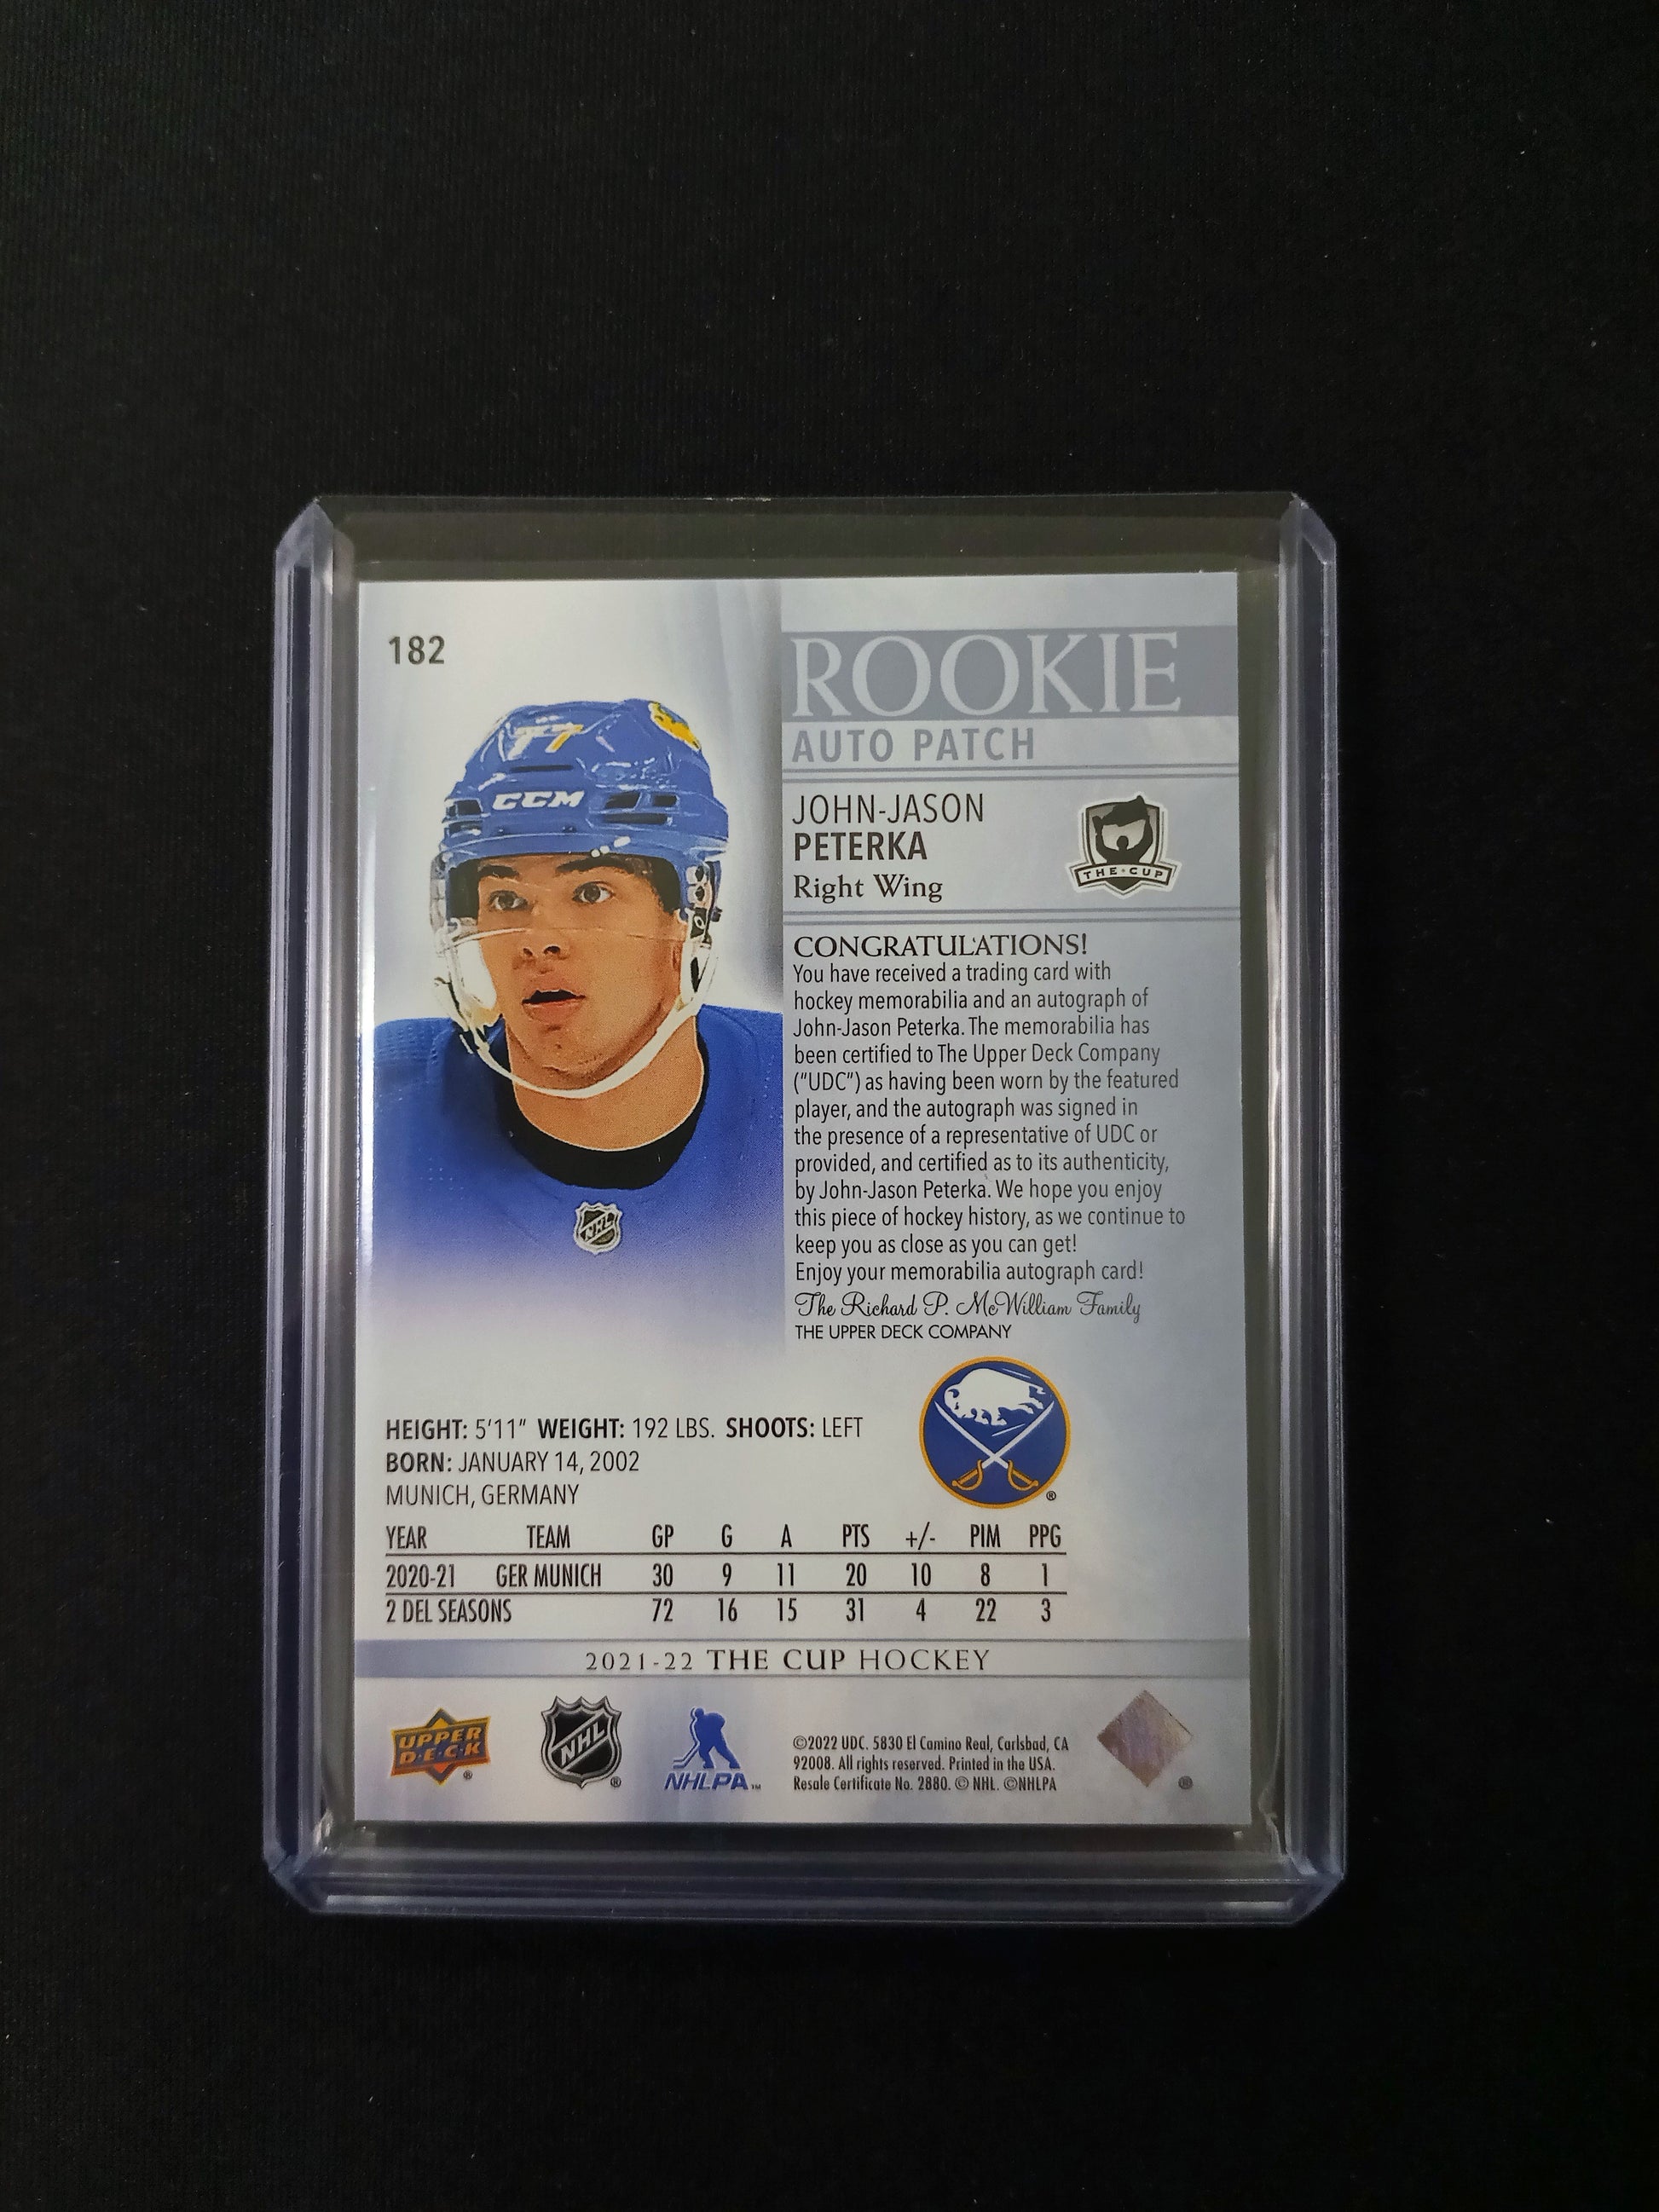 182
ROOKIE
AUTO PATCH
JOHN-JASON
PETERKA
Right Wing
THE·CUP
77
CCM
CONGRATULATIONS!
You have received a trading card with
hockey memorabilia and an autograph of
John-Jason Peterka. The memorabilia has
been certified to The Upper Deck Company
("UDC") as having been worn by the featured
player, and the autograph was signed in
the presence of a representative of UDC or
provided, and certified as to its authenticity,
by John-Jason Peterka. We hope you enjoy
this piece of hockey history, as we continue to
keep you as close as you can get!
Enjoy your memorabilia autograph card!
The Richard P. McWilliam Family
THE UPPER DECK COMPANY
NHL
HEIGHT: 5'11" WEIGHT: 192 LBS. SHOOTS: LEFT
BORN: JANUARY 14, 2002
MUNICH, GERMANY
®
YEAR TEAM GP G A PTS +/- PIM PPG
2020-21 GER MUNICH 30 9 11 20 10 8 1
2 DEL SEASONS 72 16 15 31 4 22 3
2021-22 THE CUP HOCKEY
UPPER
D·E·C·K ®
NHL ®
NHLPA™
©2022 UDC. 5830 El Camino Real, Carlsbad, CA
92008. All rights reserved. Printed in the USA.
Resale Certificate No. 2880. © NHL. ©NHLPA
®